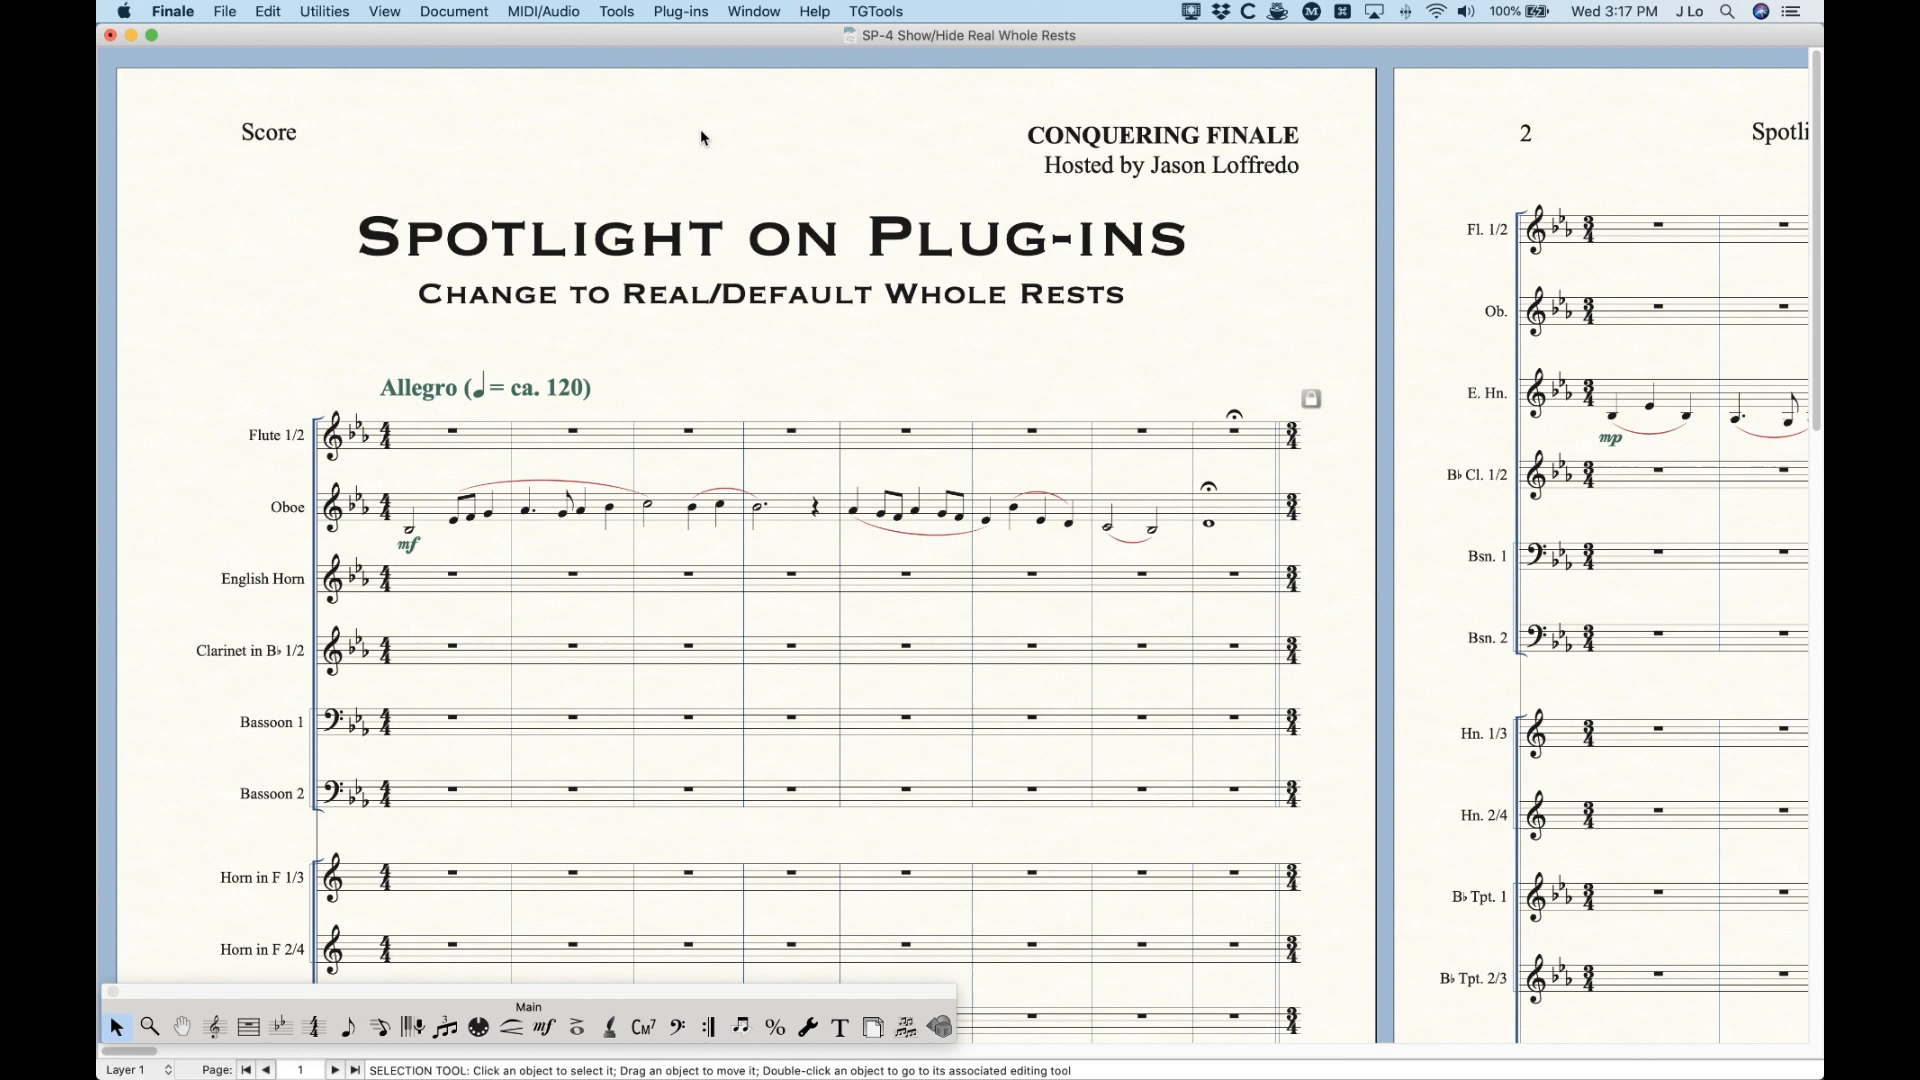 Finale File Edit Utilities View Document MIDI/Audio Tools Plug-ins Window Help TGTools 100% Wed 3:17 PM J Lo
SP-4 Show/Hide Real Whole Rests
Score
CONQUERING FINALE
Hosted by Jason Loffredo
SPOTLIGHT ON PLUG-INS
CHANGE TO REAL/DEFAULT WHOLE RESTS
Allegro (♩= ca. 120)
Flute 1/2
Oboe
mf
English Horn
Clarinet in B♭ 1/2
Bassoon 1
Bassoon 2
Horn in F 1/3
Horn in F 2/4
2 Spotli
Fl. 1/2
Ob.
E. Hn.
mp
B♭ Cl. 1/2
Bsn. 1
Bsn. 2
Hn. 1/3
Hn. 2/4
B♭ Tpt. 1
B♭ Tpt. 2/3
Main
mf CM7 % T
Layer 1 Page: 1 SELECTION TOOL: Click an object to select it; Drag an object to move it; Double-click an object to go to its associated editing tool